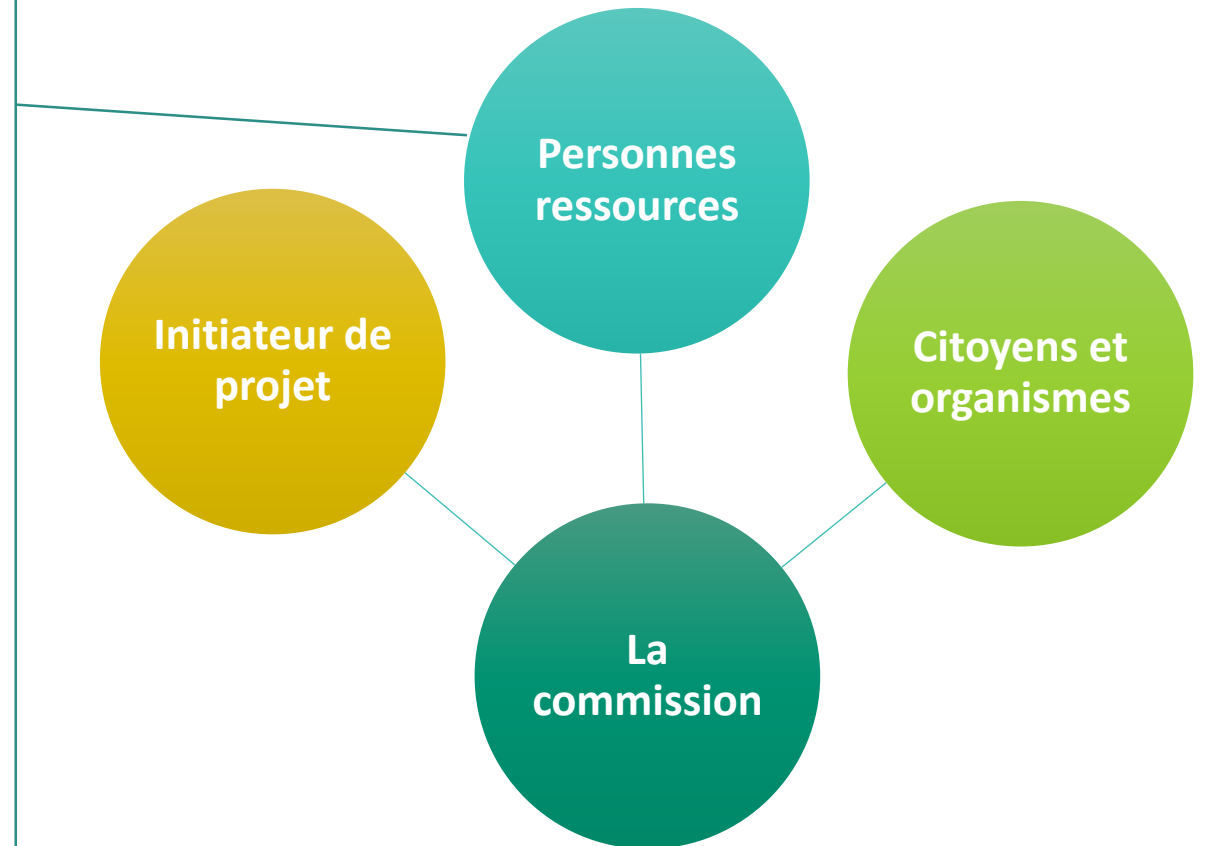 Personnes
ressources
Initiateur de
projet
Citoyens et
organismes
La
commission